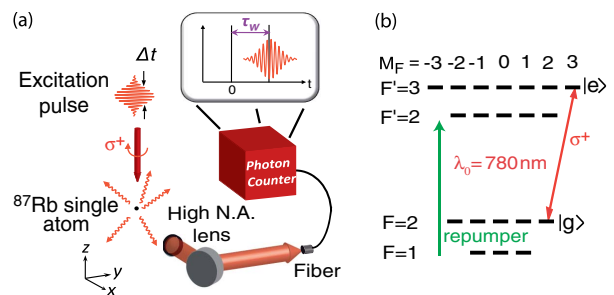 (a)
τw
0
t
Δt
Excitation
pulse
σ+
Photon
Counter
87Rb single
atom
High N.A.
lens
Fiber
z
y
x
(b)
MF = -3 -2 -1 0 1 2 3
F'=3
|e>
F'=2
λ0=780nm
σ+
F=2
|g>
repumper
F=1